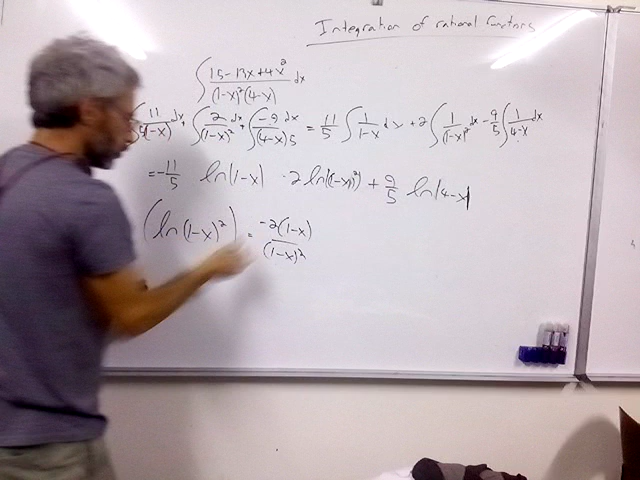 Integration of rational functions
∫ 15-13x+4x² / (1-x)²(4-x) dx
∫ 11 / (1-x) dx + ∫ 2 / (1-x)² + ∫ -9 dx / (4-x)5 = 11/5 ∫ 1/(1-x) dx + 2 ∫ 1/(1-x)² dx - 9/5 ∫ 1/(4-x) dx
= -11/5 ln|1-x| - 2 ln((1-x)²) + 9/5 ln|4-x|
(ln(1-x)²)' = -2(1-x) / (1-x)²